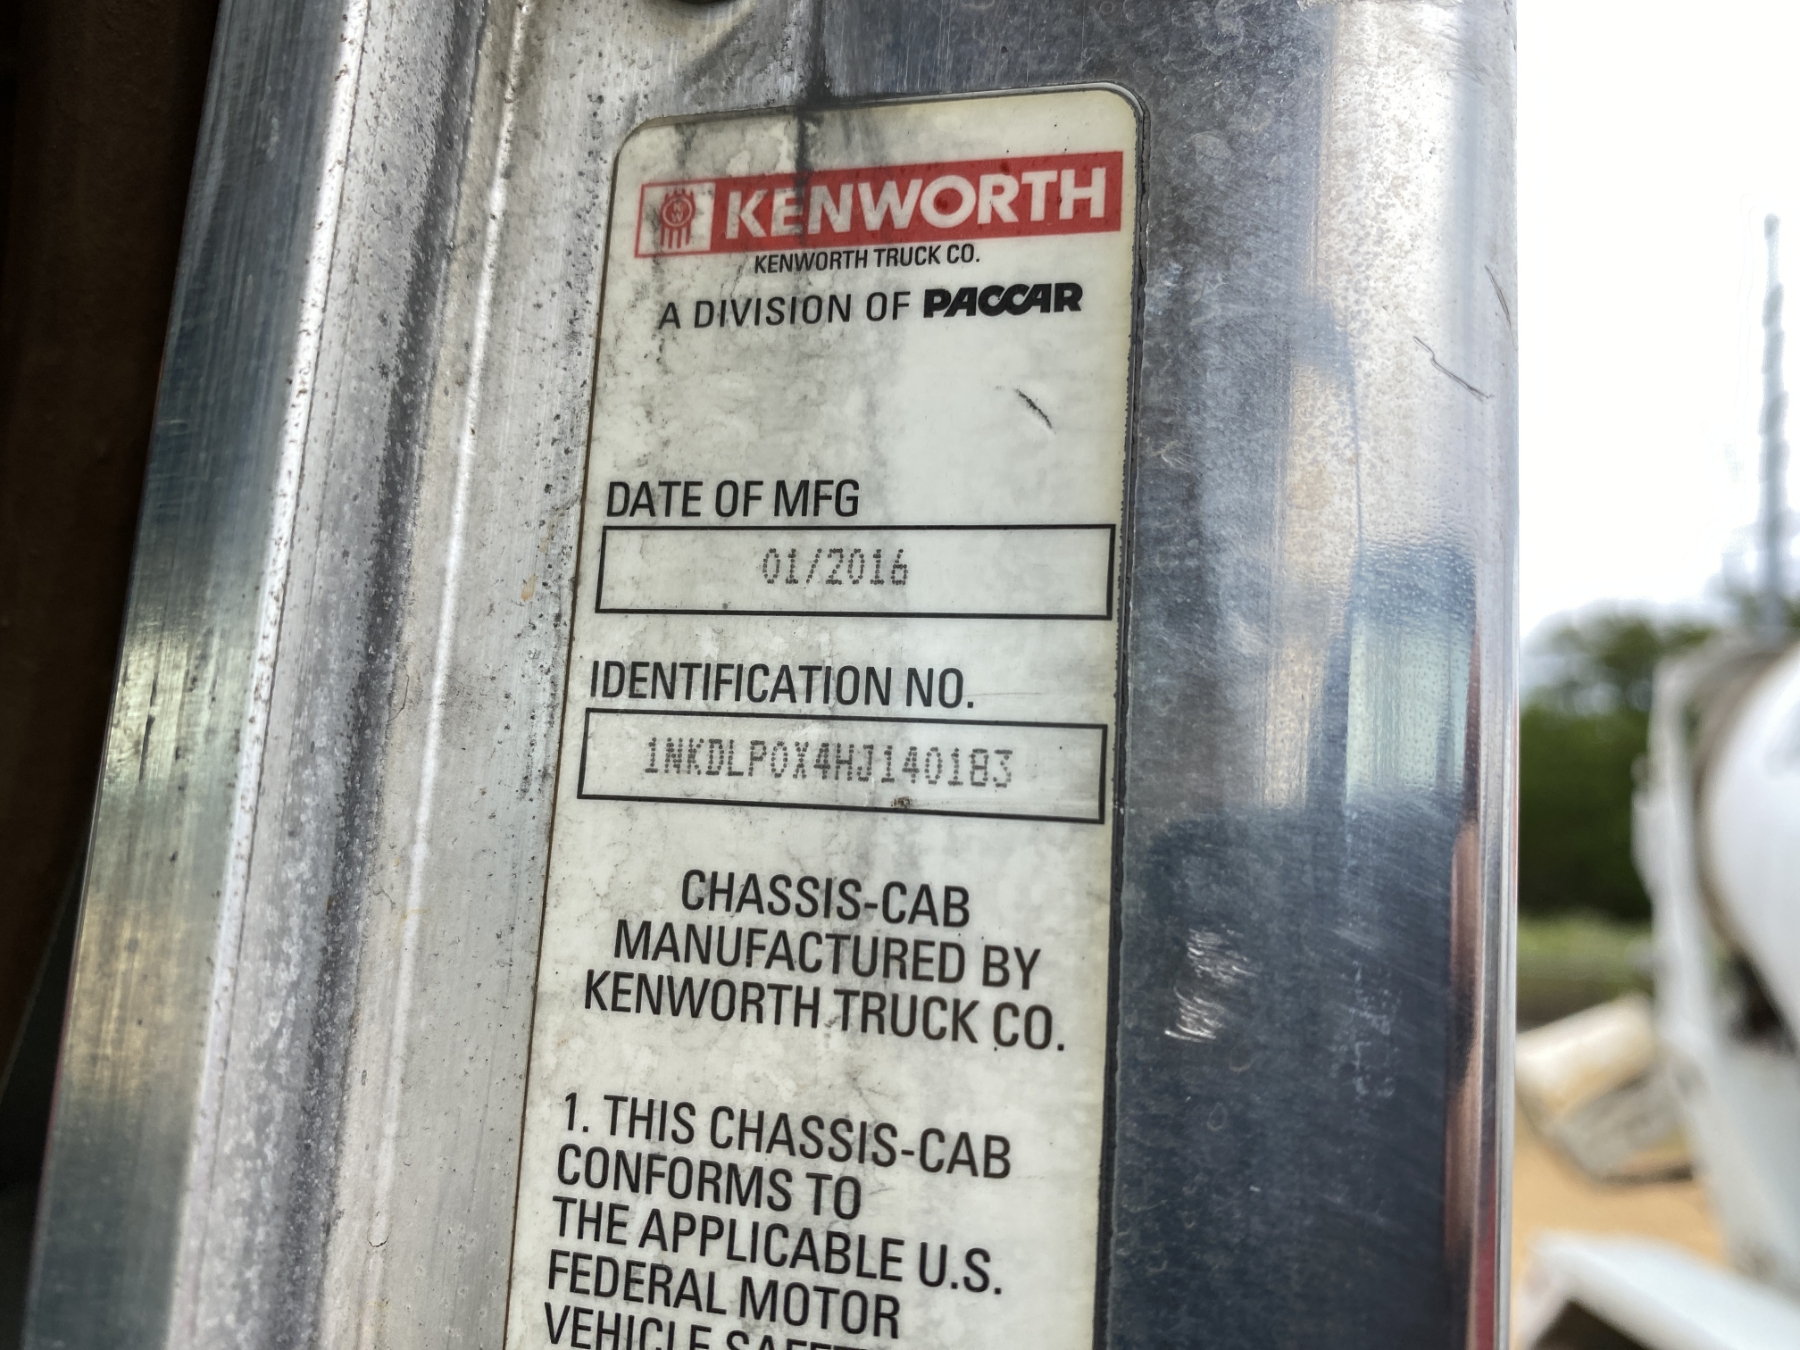 KENWORTH
KENWORTH TRUCK CO.
A DIVISION OF PACCAR
DATE OF MFG
01/2016
IDENTIFICATION NO.
1NKDLP0X4HJ140183
CHASSIS-CAB
MANUFACTURED BY
KENWORTH TRUCK CO.
1. THIS CHASSIS-CAB
CONFORMS TO
THE APPLICABLE U.S.
FEDERAL MOTOR
VEHICLE